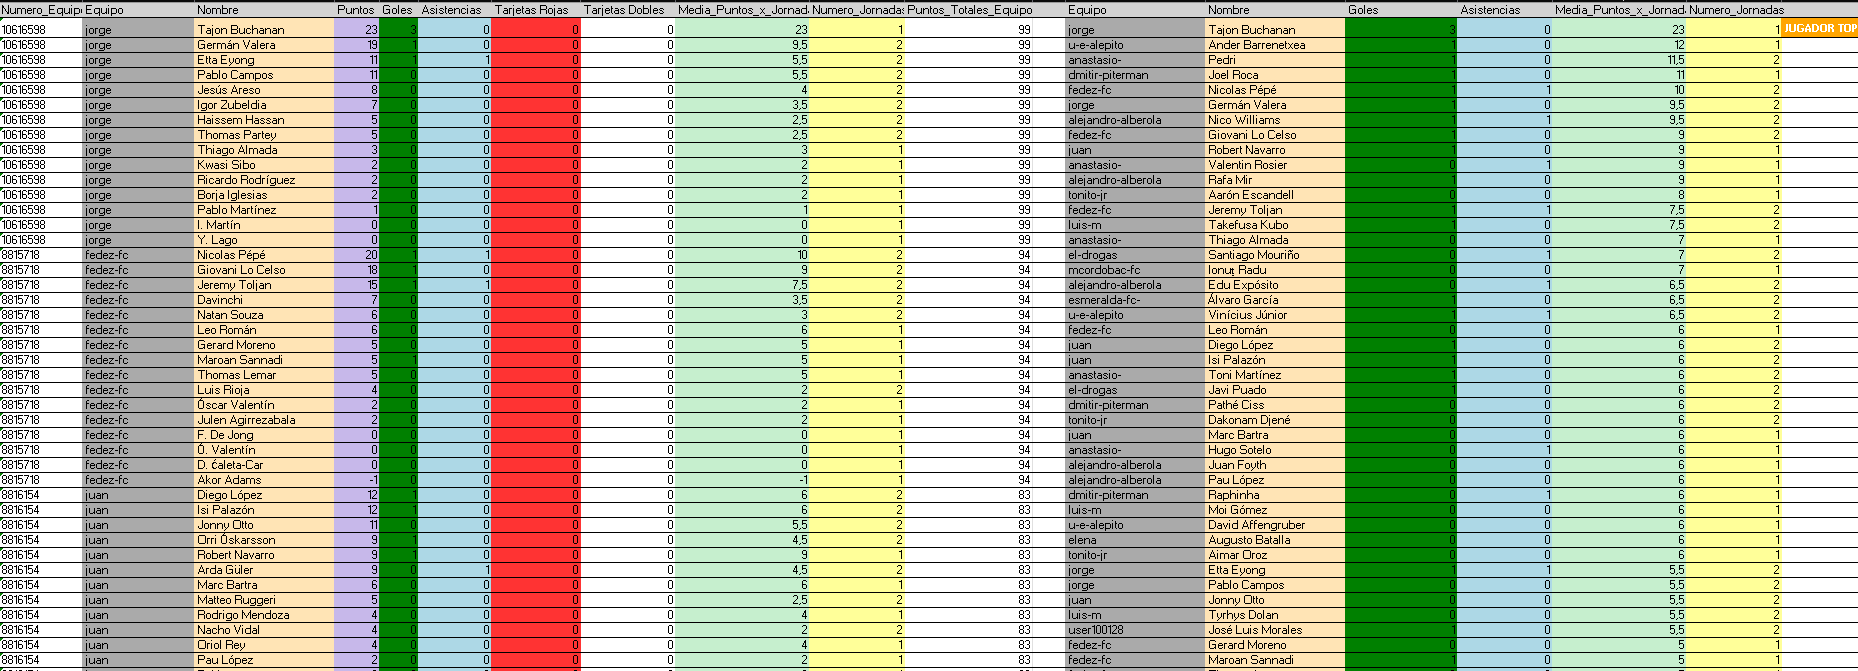 Numero_Equipo Equipo Nombre Puntos Goles Asistencias Tarjetas Rojas Tarjetas Dobles Media_Puntos_x_Jornada Numero_Jornadas Puntos_Totales_Equipo Equipo Nombre Goles Asistencias Media_Puntos_x_Jornada Numero_Jornadas
10616598 jorge Tajon Buchanan 23 3 0 0 0 23 1 99 jorge Tajon Buchanan 3 0 23 1 JUGADOR TOP
10616598 jorge Germán Valera 19 1 0 0 0 9,5 2 99 u-e-alepito Ander Barrenetxea 1 0 12 1
10616598 jorge Etta Eyong 11 1 1 0 0 5,5 2 99 anastasio- Pedri 1 0 11,5 2
10616598 jorge Pablo Campos 11 0 0 0 0 5,5 2 99 dmitir-piterman Joel Roca 1 0 11 1
10616598 jorge Jesús Areso 8 0 0 0 0 4 2 99 fedez-fc Nicolas Pépé 1 1 10 2
10616598 jorge Igor Zubeldia 7 0 0 0 0 3,5 2 99 jorge Germán Valera 1 0 9,5 2
10616598 jorge Haissem Hassan 5 0 0 0 0 2,5 2 99 alejandro-alberola Nico Williams 1 1 9,5 2
10616598 jorge Thomas Partey 5 0 0 0 0 2,5 2 99 fedez-fc Giovani Lo Celso 1 0 9 2
10616598 jorge Thiago Almada 3 0 0 0 0 3 1 99 juan Robert Navarro 1 0 9 1
10616598 jorge Kwasi Sibo 2 0 0 0 0 2 1 99 anastasio- Valentin Rosier 0 1 9 1
10616598 jorge Ricardo Rodríguez 2 0 0 0 0 2 1 99 alejandro-alberola Rafa Mir 1 0 9 1
10616598 jorge Borja Iglesias 2 0 0 0 0 2 1 99 tonito-jr Aarón Escandell 0 0 8 1
10616598 jorge Pablo Martínez 1 0 0 0 0 1 1 99 fedez-fc Jeremy Toljan 1 1 7,5 2
10616598 jorge I. Martín 0 0 0 0 0 0 1 99 luis-m Takefusa Kubo 1 0 7,5 2
10616598 jorge Y. Lago 0 0 0 0 0 0 1 99 anastasio- Thiago Almada 0 0 7 1
8815718 fedez-fc Nicolas Pépé 20 1 1 0 0 10 2 94 el-drogas Santiago Mouriño 0 1 7 2
8815718 fedez-fc Giovani Lo Celso 18 1 0 0 0 9 2 94 mcordobac-fc Ionuț Radu 0 0 7 1
8815718 fedez-fc Jeremy Toljan 15 1 1 0 0 7,5 2 94 alejandro-alberola Edu Expósito 0 1 6,5 2
8815718 fedez-fc Davinchi 7 0 0 0 0 3,5 2 94 esmeralda-fc- Álvaro García 1 0 6,5 2
8815718 fedez-fc Natan Souza 6 0 0 0 0 3 2 94 u-e-alepito Vinícius Júnior 1 1 6,5 2
8815718 fedez-fc Leo Román 6 0 0 0 0 6 1 94 fedez-fc Leo Román 0 0 6 1
8815718 fedez-fc Gerard Moreno 5 0 0 0 0 5 1 94 juan Diego López 1 0 6 2
8815718 fedez-fc Maroan Sannadi 5 1 0 0 0 5 1 94 juan Isi Palazón 1 0 6 2
8815718 fedez-fc Thomas Lemar 5 0 0 0 0 5 1 94 anastasio- Toni Martínez 1 0 6 2
8815718 fedez-fc Luis Rioja 4 0 0 0 0 2 2 94 el-drogas Javi Puado 1 0 6 2
8815718 fedez-fc Óscar Valentín 2 0 0 0 0 2 1 94 dmitir-piterman Pathé Ciss 0 0 6 2
8815718 fedez-fc Julen Agirrezabala 2 0 0 0 0 2 1 94 tonito-jr Dakonam Djené 0 0 6 2
8815718 fedez-fc F. De Jong 0 0 0 0 0 0 1 94 juan Marc Bartra 0 0 6 1
8815718 fedez-fc Ó. Valentín 0 0 0 0 0 0 1 94 anastasio- Hugo Sotelo 0 1 6 1
8815718 fedez-fc D. ćaleta-Car 0 0 0 0 0 0 1 94 alejandro-alberola Juan Foyth 0 0 6 1
8815718 fedez-fc Akor Adams -1 0 0 0 0 -1 1 94 alejandro-alberola Pau López 0 0 6 1
8816154 juan Diego López 12 1 0 0 0 6 2 83 dmitir-piterman Raphinha 0 1 6 1
8816154 juan Isi Palazón 12 1 0 0 0 6 2 83 luis-m Moi Gómez 0 0 6 1
8816154 juan Jonny Otto 11 0 0 0 0 5,5 2 83 u-e-alepito David Affengruber 0 0 6 1
8816154 juan Orri Óskarsson 9 1 0 0 0 4,5 2 83 elena Augusto Batalla 0 0 6 1
8816154 juan Robert Navarro 9 1 0 0 0 9 1 83 tonito-jr Aimar Oroz 0 0 6 1
8816154 juan Arda Güler 9 0 1 0 0 4,5 2 83 jorge Etta Eyong 1 1 5,5 2
8816154 juan Marc Bartra 6 0 0 0 0 6 1 83 jorge Pablo Campos 0 0 5,5 2
8816154 juan Matteo Ruggeri 5 0 0 0 0 2,5 2 83 juan Jonny Otto 0 0 5,5 2
8816154 juan Rodrigo Mendoza 4 0 0 0 0 4 1 83 luis-m Tyrhys Dolan 0 0 5,5 2
8816154 juan Nacho Vidal 4 0 0 0 0 2 2 83 user100128 José Luis Morales 1 0 5,5 2
8816154 juan Oriol Rey 4 0 0 0 0 4 1 83 fedez-fc Gerard Moreno 0 0 5 1
8816154 juan Pau López 2 0 0 0 0 2 1 83 fedez-fc Maroan Sannadi 1 0 5 1